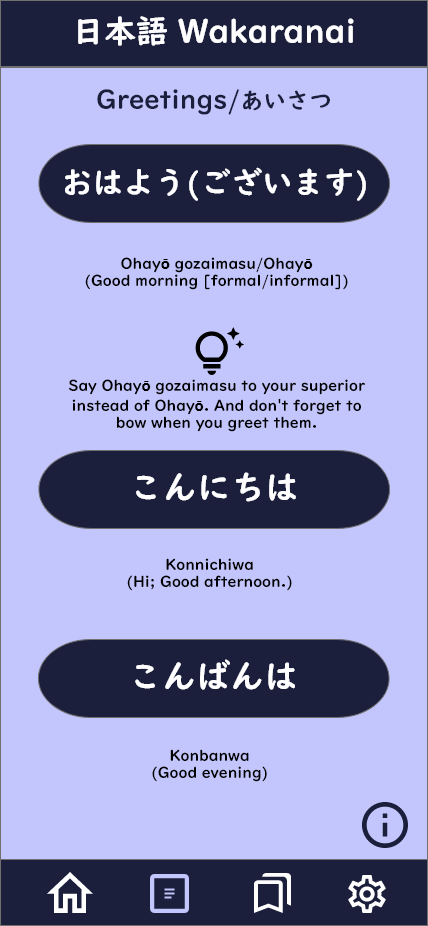 日本語 Wakaranai
Greetings/あいさつ
おはよう(ございます)
Ohayō gozaimasu/Ohayō
(Good morning [formal/informal])
Say Ohayō gozaimasu to your superior
instead of Ohayō. And don't forget to
bow when you greet them.
こんにちは
Konnichiwa
(Hi; Good afternoon.)
こんばんは
Konbanwa
(Good evening)